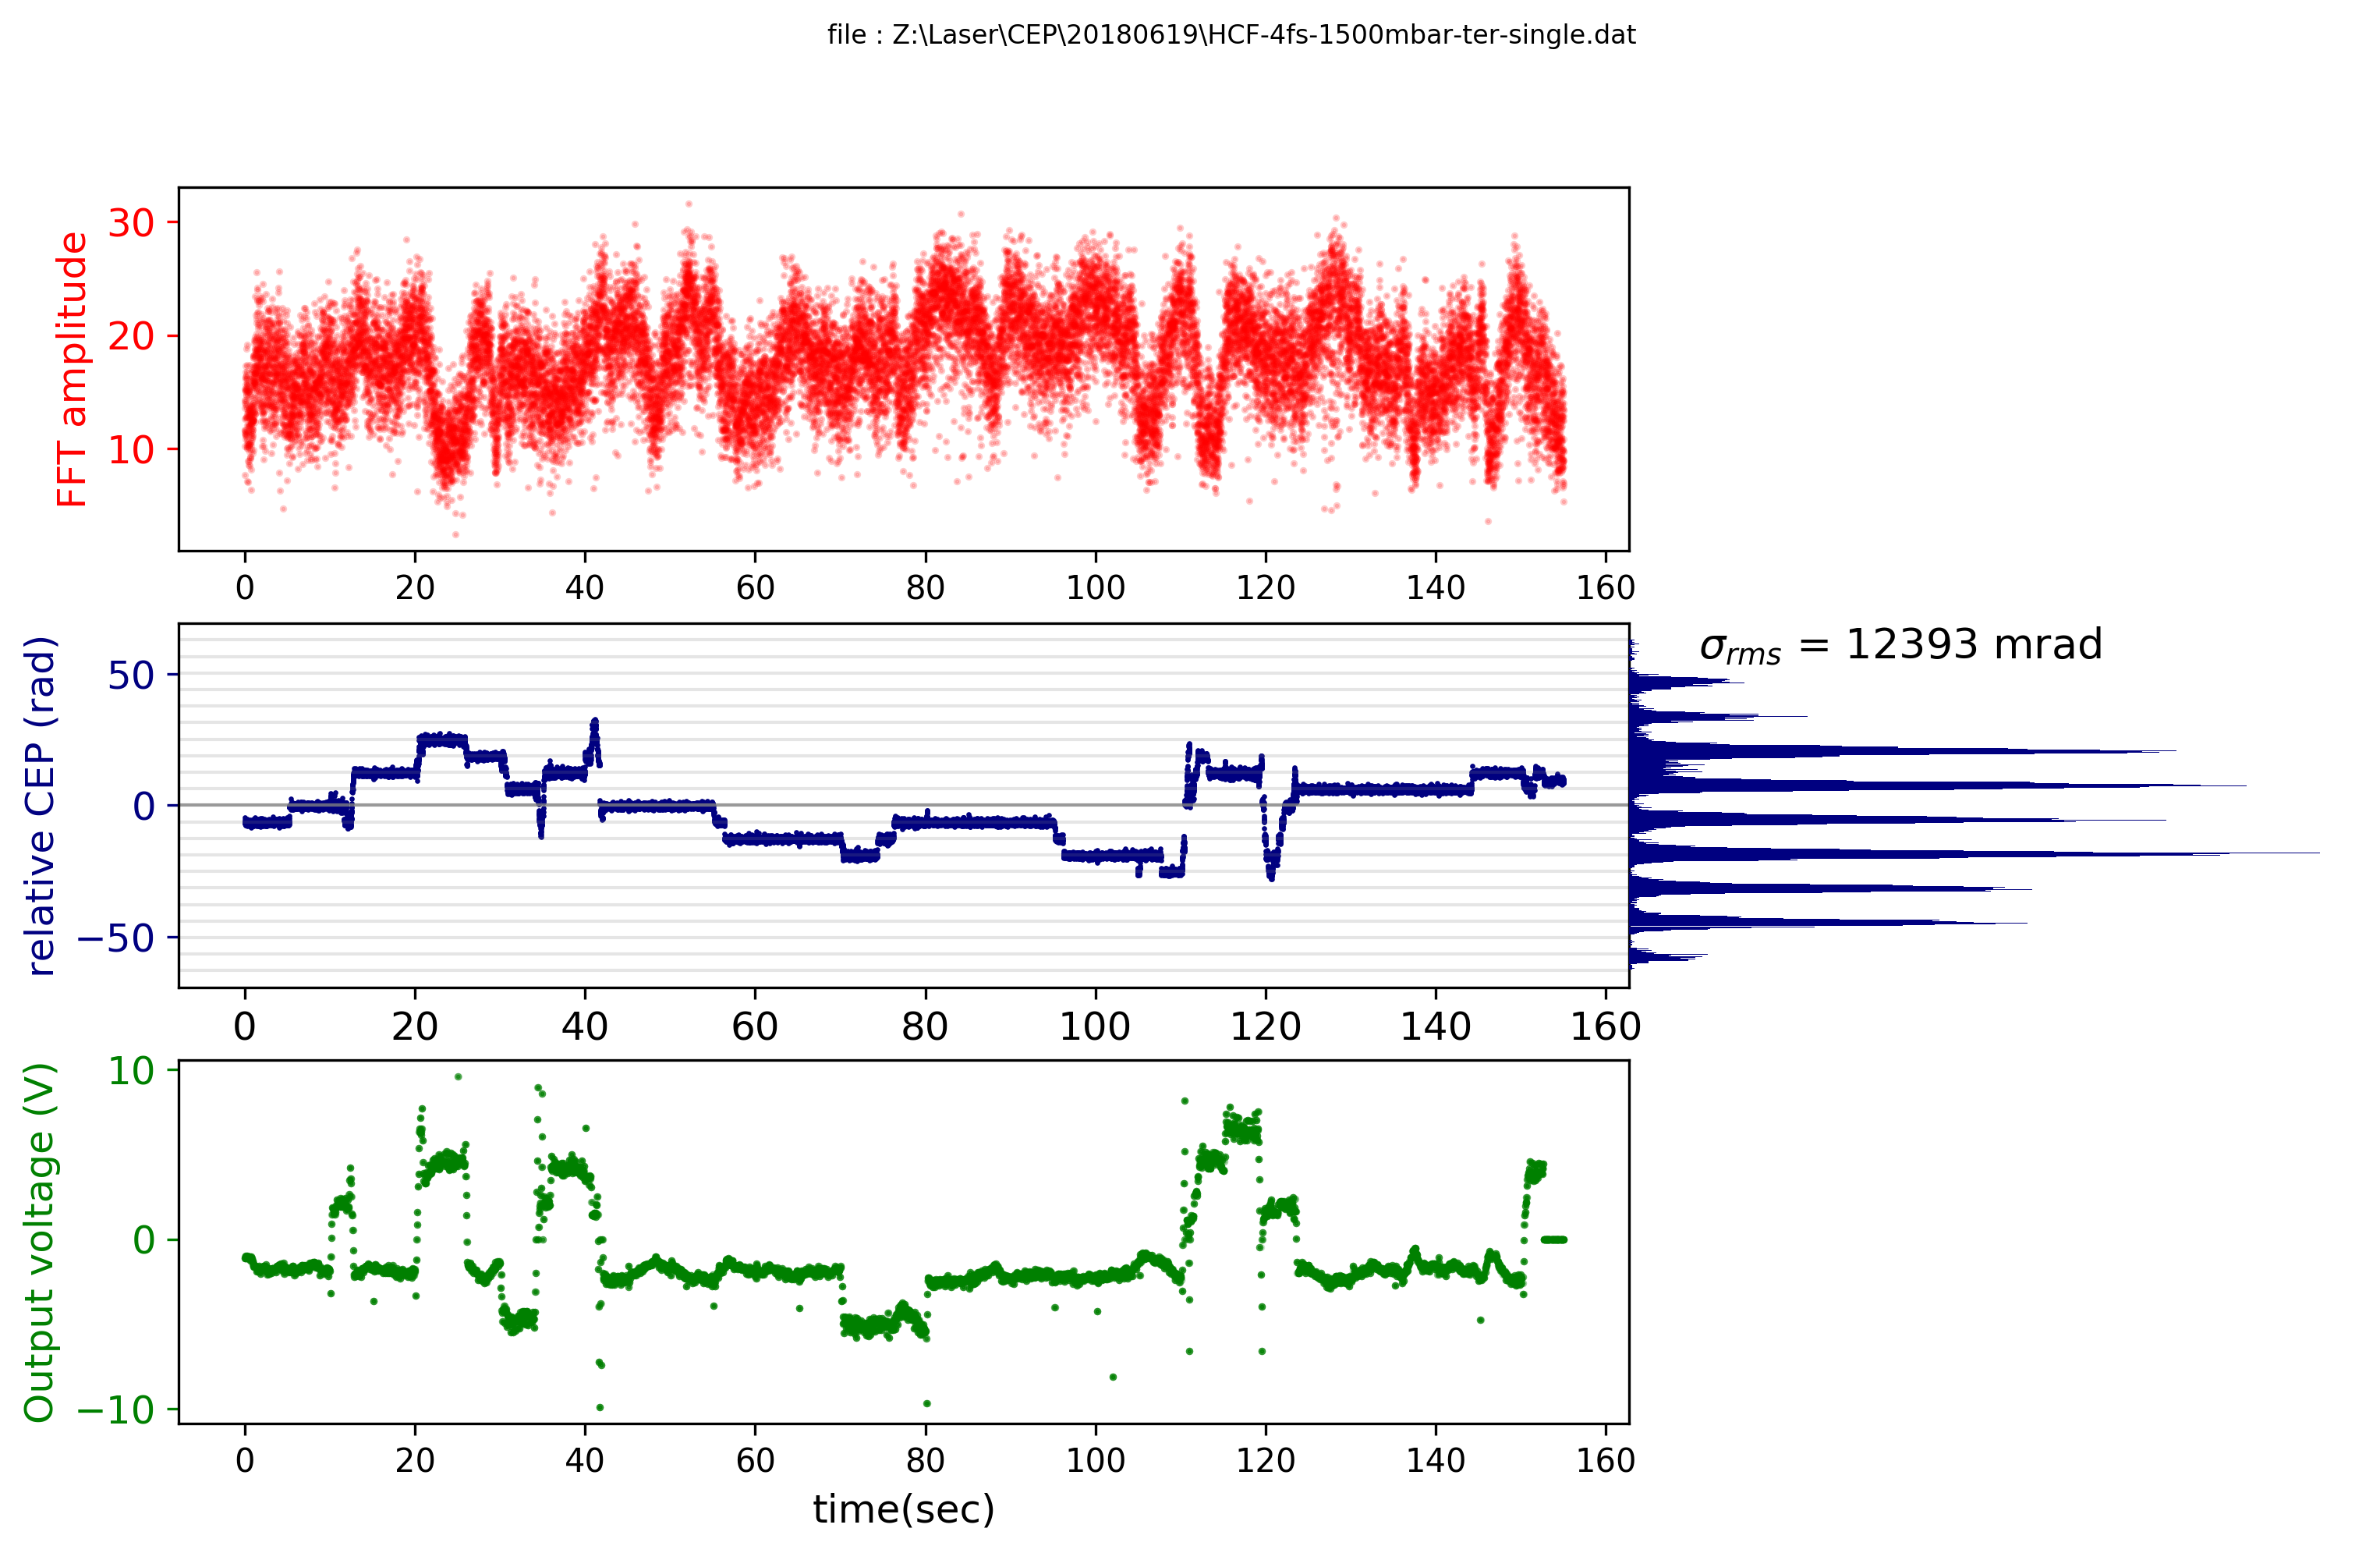 file : Z:\Laser\CEP\20180619\HCF-4fs-1500mbar-ter-single.dat
FFT amplitude
30
20
10
0 20 40 60 80 100 120 140 160
relative CEP (rad)
50
0
−50
0 20 40 60 80 100 120 140 160
σrms = 12393 mrad
Output voltage (V)
10
0
−10
0 20 40 60 80 100 120 140 160
time(sec)